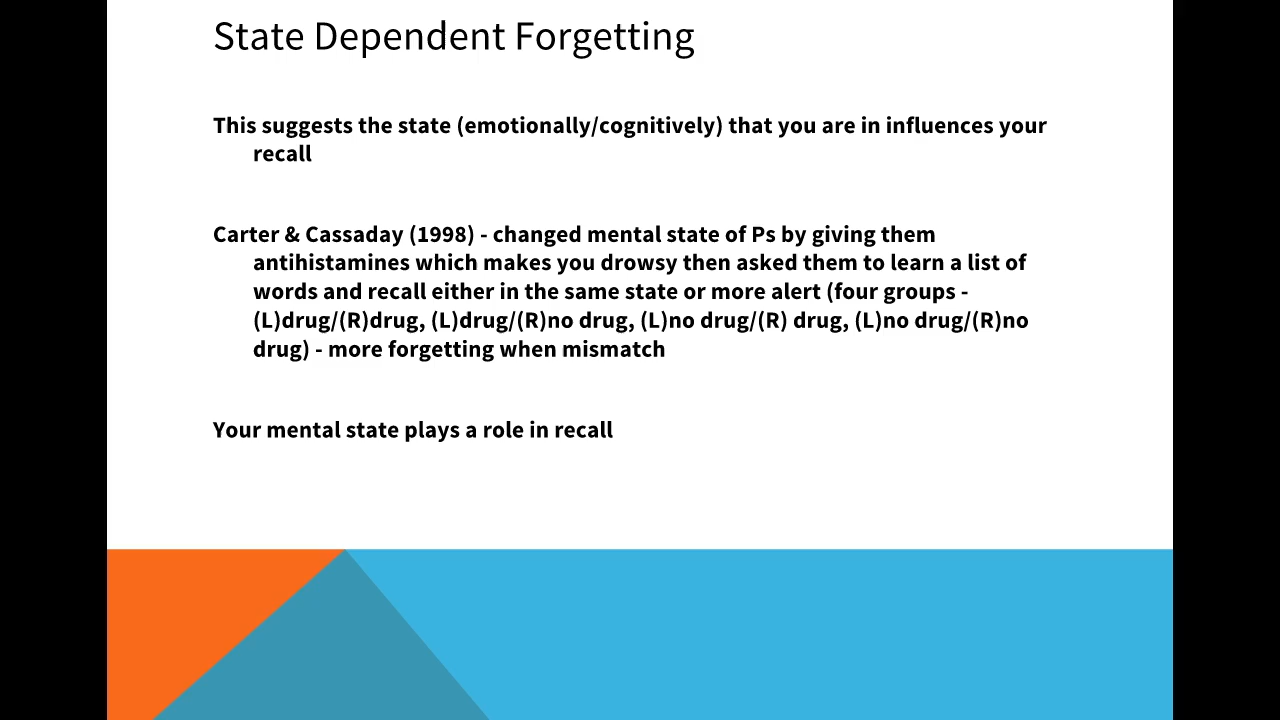 State Dependent Forgetting
This suggests the state (emotionally/cognitively) that you are in influences your
recall
Carter & Cassaday (1998) - changed mental state of Ps by giving them
antihistamines which makes you drowsy then asked them to learn a list of
words and recall either in the same state or more alert (four groups -
(L)drug/(R)drug, (L)drug/(R)no drug, (L)no drug/(R) drug, (L)no drug/(R)no
drug) - more forgetting when mismatch
Your mental state plays a role in recall